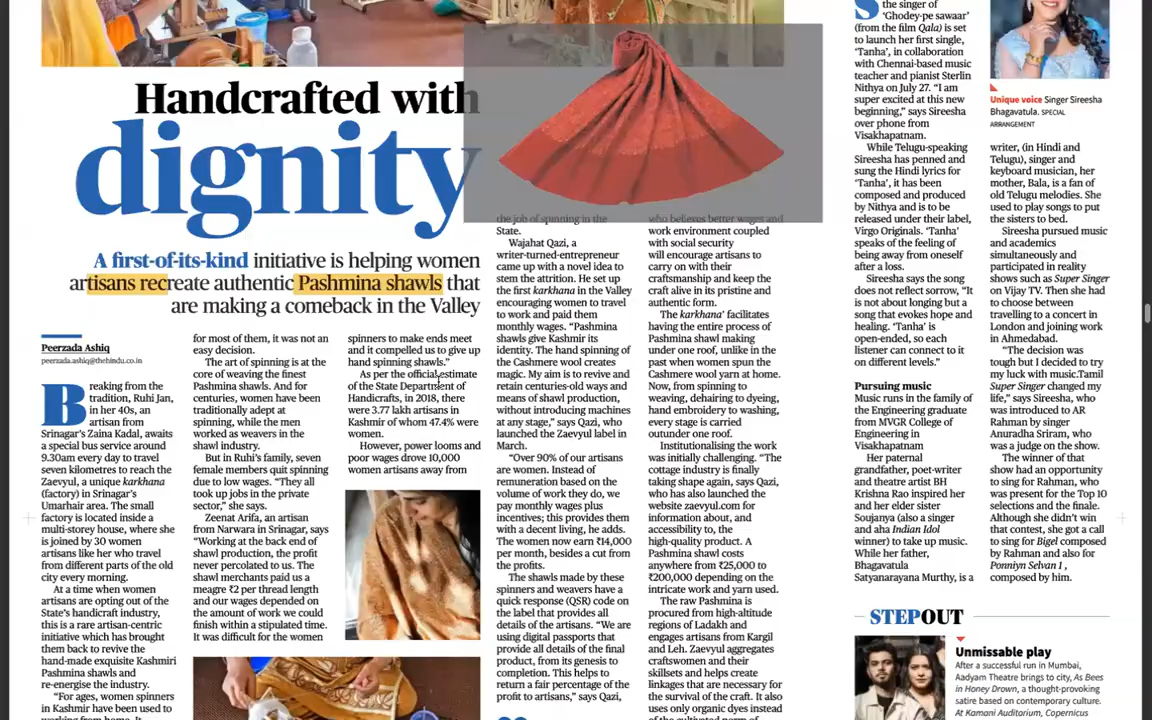 Handcrafted with
dignity
A first-of-its-kind initiative is helping women
artisans recreate authentic Pashmina shawls that
are making a comeback in the Valley
Peerzada Ashiq
peerzada.ashiq@thehindu.co.in
Breaking from the
tradition, Ruhi Jan,
in her 40s, an
artisan from
Srinagar's Zaina Kadal, awaits
a special bus service around
9.30am every day to travel
seven kilometres to reach the
Zaevyul, a unique karkhana
(factory) in Srinagar's
Umarhair area. The small
factory is located inside a
multi-storey house, where she
is joined by 30 women
artisans like her who travel
from different parts of the old
city every morning.
At a time when women
artisans are opting out of the
State's handicraft industry,
this is a rare artisan-centric
initiative which has brought
them back to revive the
hand-made exquisite Kashmiri
Pashmina shawls and
re-energise the industry.
"For ages, women spinners
in Kashmir have been used to
working from home. It
for most of them, it was not an
easy decision.
The art of spinning is at the
core of weaving the finest
Pashmina shawls. And for
centuries, women have been
traditionally adept at
spinning, while the men
worked as weavers in the
shawl industry.
But in Ruhi's family, seven
female members quit spinning
due to low wages. "They all
took up jobs in the private
sector," she says.
Zeenat Arifa, an artisan
from Narwara in Srinagar, says
"Working at the back end of
shawl production, the profit
never percolated to us. The
shawl merchants paid us a
meagre ₹2 per thread length
and our wages depended on
the amount of work we could
finish within a stipulated time.
It was difficult for the women
spinners to make ends meet
and it compelled us to give up
hand spinning shawls."
As per the official estimate
of the State Department of
Handicrafts, in 2018, there
were 3.77 lakh artisans in
Kashmir of whom 47.4% were
women.
However, power looms and
poor wages drove 10,000
women artisans away from
the job of spinning in the
State.
Wajahat Qazi, a
writer-turned-entrepreneur
came up with a novel idea to
stem the attrition. He set up
the first karkhana in the Valley
encouraging women to travel
to work and paid them
monthly wages. "Pashmina
shawls give Kashmir its
identity. The hand spinning of
the Cashmere wool creates
magic. My aim is to revive and
retain centuries-old ways and
means of shawl production,
without introducing machines
at any stage," says Qazi, who
launched the Zaevyul label in
March.
"Over 90% of our artisans
are women. Instead of
remuneration based on the
volume of work they do, we
pay monthly wages plus
incentives; this provides them
with a decent living, he adds.
The women now earn ₹14,000
per month, besides a cut from
the profits.
The shawls made by these
spinners and weavers have a
quick response (QSR) code on
the label that provides all
details of the artisans. "We are
using digital passports that
provide all details of the final
product, from its genesis to
completion. This helps to
return a fair percentage of the
profit to artisans," says Qazi,
who believes better wages and
work environment coupled
with social security
will encourage artisans to
carry on with their
craftsmanship and keep the
craft alive in its pristine and
authentic form.
The karkhana' facilitates
having the entire process of
Pashmina shawl making
under one roof, unlike in the
past when women spun the
Cashmere wool yarn at home.
Now, from spinning to
weaving, dehairing to dyeing,
hand embroidery to washing,
every stage is carried
outunder one roof.
Institutionalising the work
was initially challenging. "The
cottage industry is finally
taking shape again, says Qazi,
who has also launched the
website zaevyul.com for
information about, and
accessibility to, the
high-quality product. A
Pashmina shawl costs
anywhere from ₹25,000 to
₹200,000 depending on the
intricate work and yarn used.
The raw Pashmina is
procured from high-altitude
regions of Ladakh and
engages artisans from Kargil
and Leh. Zaevyul aggregates
craftswomen and their
skillsets and helps create
linkages that are necessary for
the survival of the craft. It also
uses only organic dyes instead
of the cultivated norm of
the singer of
'Ghodey-pe sawaar'
(from the film Qala) is set
to launch her first single,
'Tanha', in collaboration
with Chennai-based music
teacher and pianist Sterlin
Nithya on July 27. "I am
super excited at this new
beginning," says Sireesha
over phone from
Visakhapatnam.
While Telugu-speaking
Sireesha has penned and
sung the Hindi lyrics for
'Tanha', it has been
composed and produced
by Nithya and is to be
released under their label,
Virgo Originals. 'Tanha'
speaks of the feeling of
being away from oneself
after a loss.
Sireesha says the song
does not reflect sorrow, "It
is not about longing but a
song that evokes hope and
healing. 'Tanha' is
open-ended, so each
listener can connect to it
on different levels."
Pursuing music
Music runs in the family of
the Engineering graduate
from MVGR College of
Engineering in
Visakhapatnam
Her paternal
grandfather, poet-writer
and theatre artist BH
Krishna Rao inspired her
and her elder sister
Soujanya (also a singer
and aha Indian Idol
winner) to take up music.
While her father,
Bhagavatula
Satyanarayana Murthy, is a
Unique voice Singer Sireesha
Bhagavatula. SPECIAL
ARRANGEMENT
writer, (in Hindi and
Telugu), singer and
keyboard musician, her
mother, Bala, is a fan of
old Telugu melodies. She
used to play songs to put
the sisters to bed.
Sireesha pursued music
and academics
simultaneously and
participated in reality
shows such as Super Singer
on Vijay TV. Then she had
to choose between
travelling to a concert in
London and joining work
in Ahmedabad.
"The decision was
tough but I decided to try
my luck with music.Tamil
Super Singer changed my
life," says Sireesha, who
was introduced to AR
Rahman by singer
Anuradha Sriram, who
was a judge on the show.
The winner of that
show had an opportunity
to sing for Rahman, who
was present for the Top 10
selections and the finale.
Although she didn't win
that contest, she got a call
to sing for Bigel composed
by Rahman and also for
Ponniyn Selvan 1 ,
composed by him.
STEPOUT
Unmissable play
After a successful run in Mumbai,
Aadyam Theatre brings to city, As Bees
in Honey Drown, a thought-provoking
satire based on contemporary culture.
At Kamani Auditorium, Copernicus